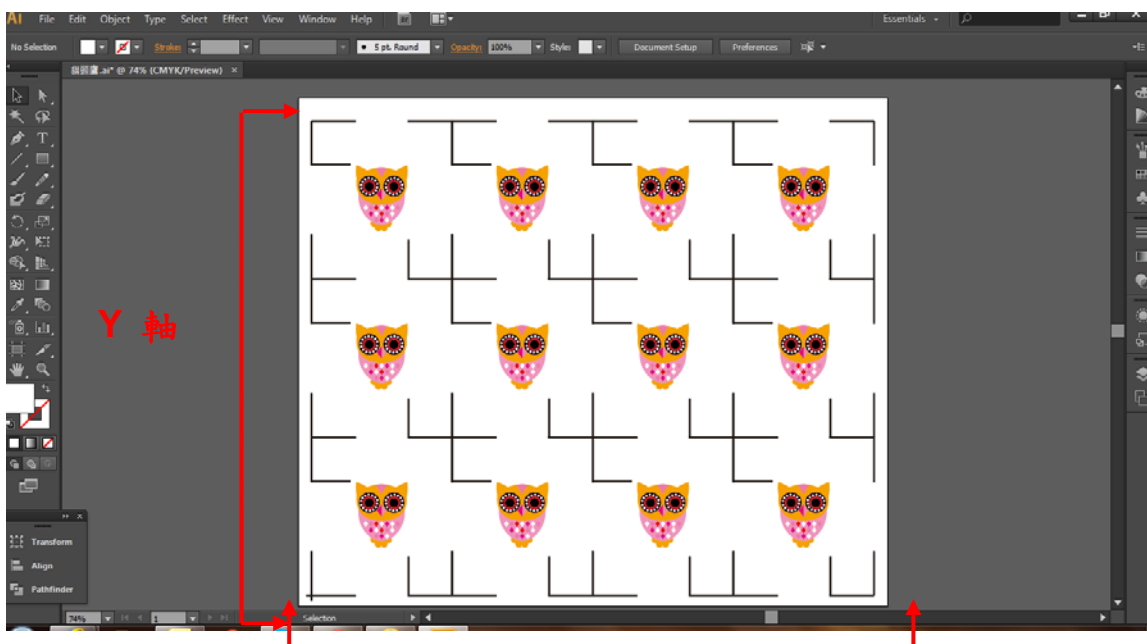 Ai File Edit Object Type Select Effect View Window Help Br Essentials
No Selection Stroke: 5 pt. Round Opacity: 100% Style: Document Setup Preferences
.ai* @ 74% (CMYK/Preview) ×
Y 軸
Transform
Align
Pathfinder
74% 1 Selection